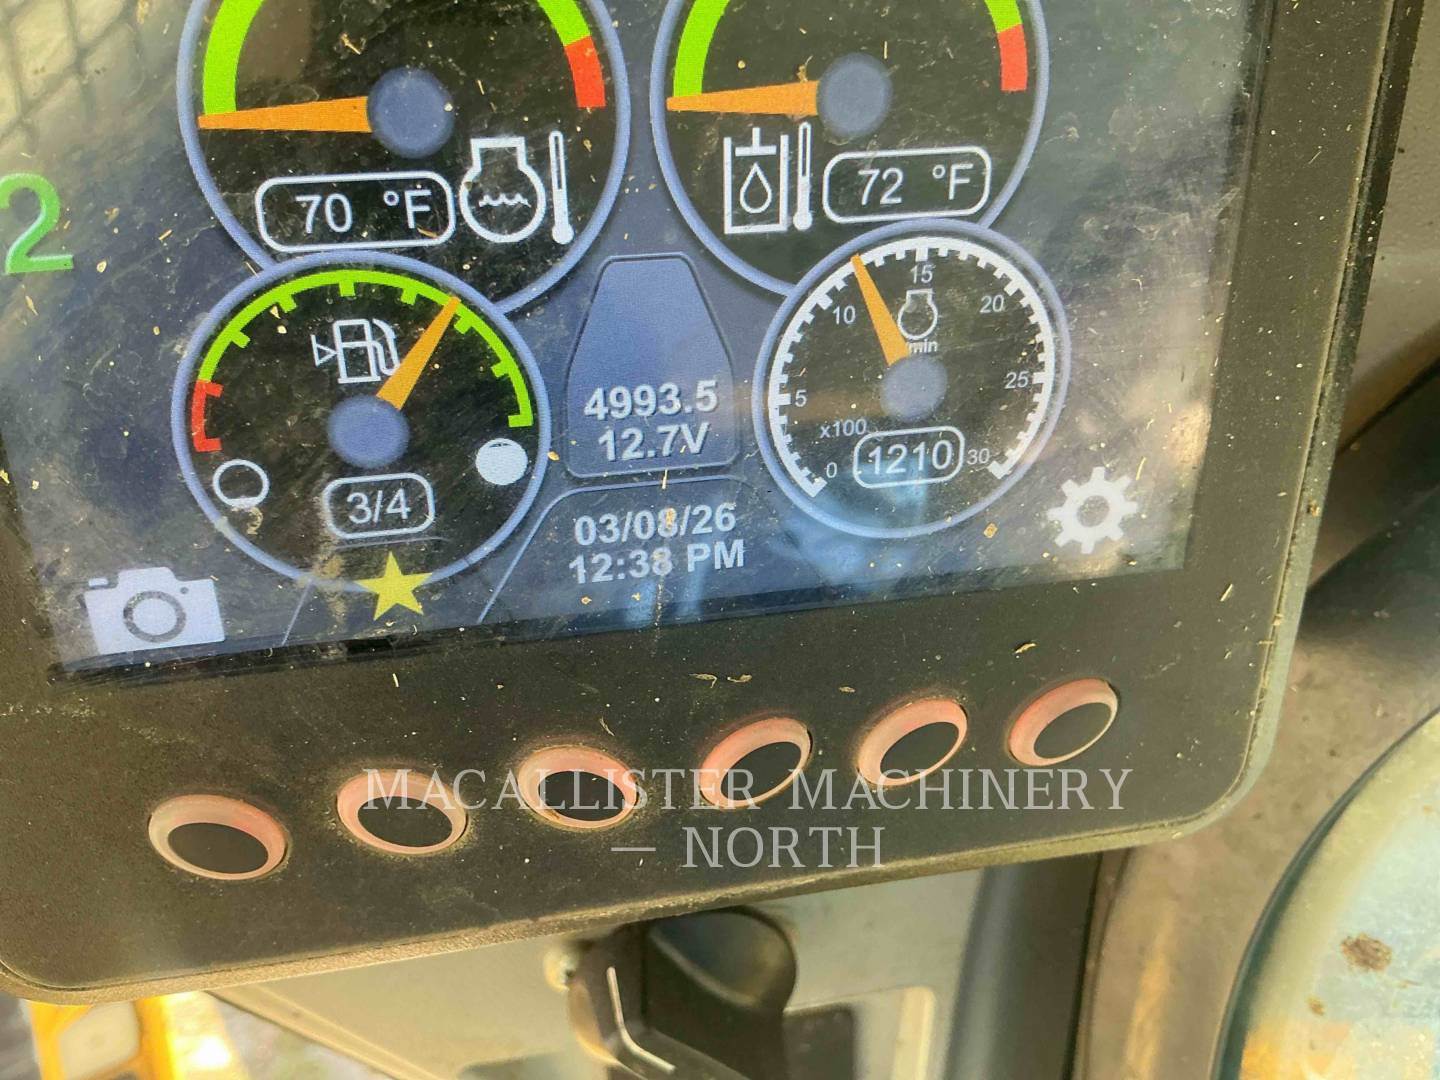 2
70 °F
72 °F
15
10
20
/min
5
25
x100
0
1210
30
4993.5
12.7V
3/4
03/08/26
12:38 PM
MACALLISTER MACHINERY
— NORTH